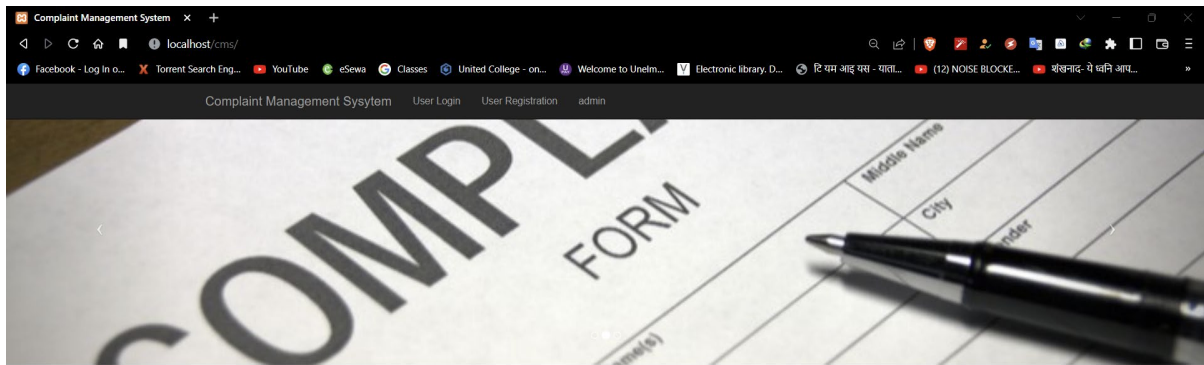 Complaint Management System
localhost/cms/
Facebook - Log In o... Torrent Search Eng... YouTube eSewa Classes United College - on... Welcome to Unelm... Electronic library. D... टि यम आइ यस - याता... (12) NOISE BLOCKE... शंखनाद- ये ध्वनि आप... »
Complaint Management Sysytem User Login User Registration admin
COMPL
FORM
Middle Name
City
nder
me(s)